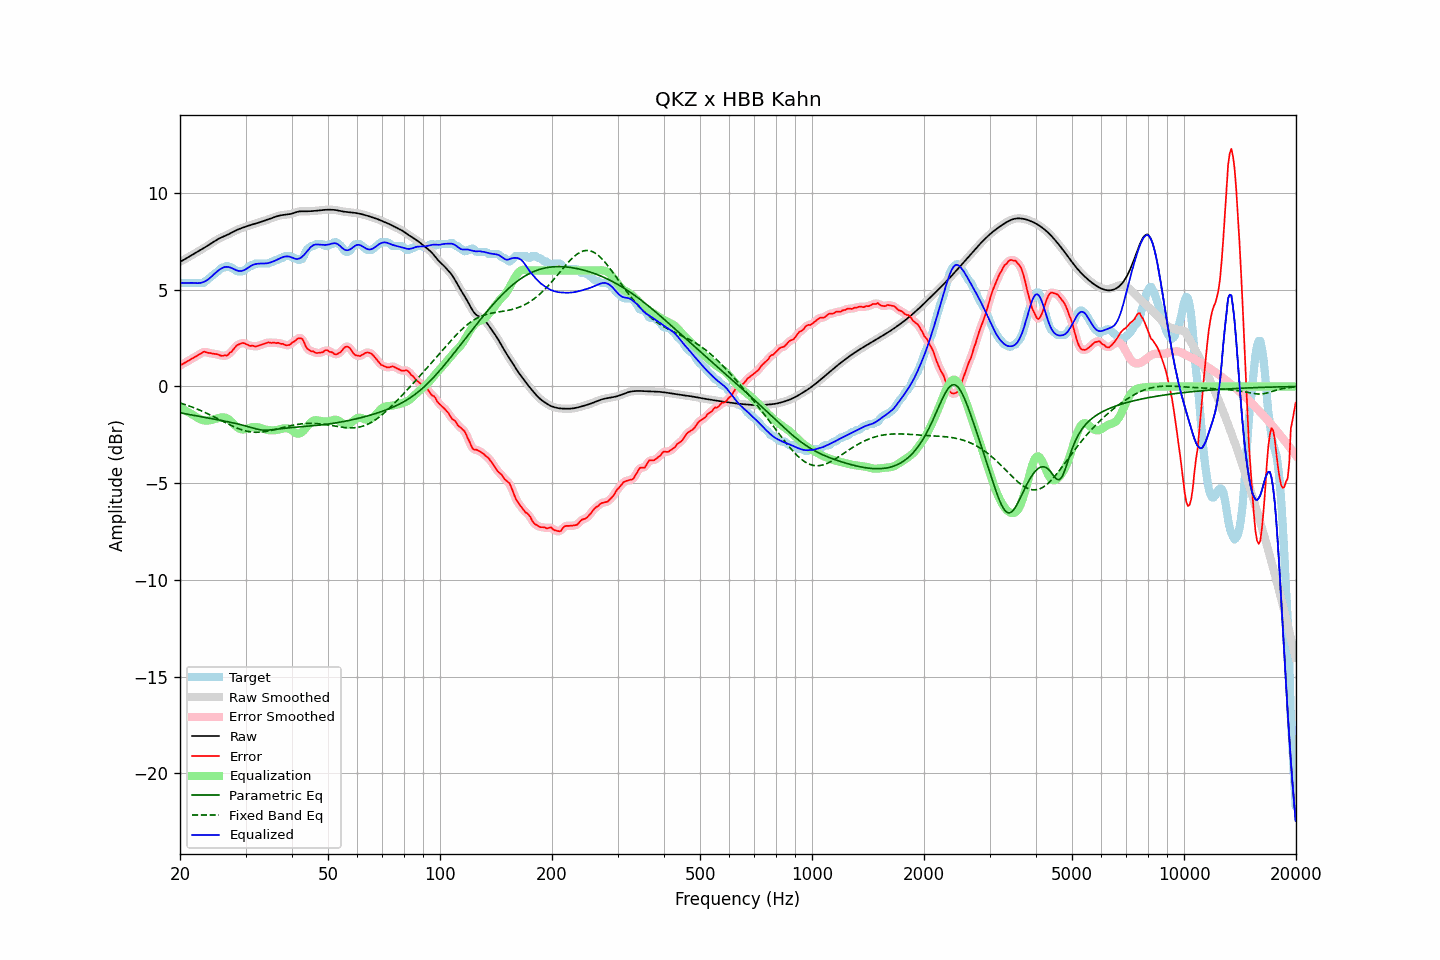 QKZ x HBB Kahn
Amplitude (dBr)
10
5
0
−5
−10
−15
−20
Target
Raw Smoothed
Error Smoothed
Raw
Error
Equalization
Parametric Eq
Fixed Band Eq
Equalized
20 50 100 200 500 1000 2000 5000 10000 20000
Frequency (Hz)